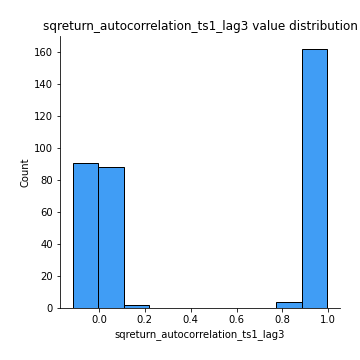 sqreturn_autocorrelation_ts1_lag3 value distribution
160
140
120
100
80
60
40
20
0
Count
0.0 0.2 0.4 0.6 0.8 1.0
sqreturn_autocorrelation_ts1_lag3